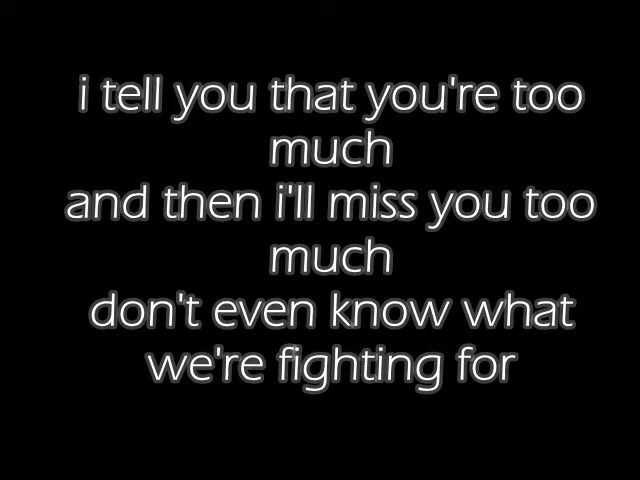 i tell you that you're too
much
and then i'll miss you too
much
don't even know what
we're fighting for